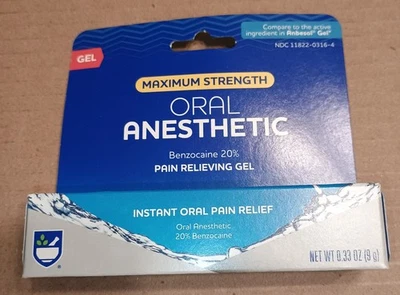 GEL
Compare to the active
ingredient in Anbesol® Gel*
NDC 11822-0316-4
MAXIMUM STRENGTH
ORAL
ANESTHETIC
Benzocaine 20%
PAIN RELIEVING GEL
INSTANT ORAL PAIN RELIEF
Oral Anesthetic
20% Benzocaine
NET WT 0.33 OZ (9 g)